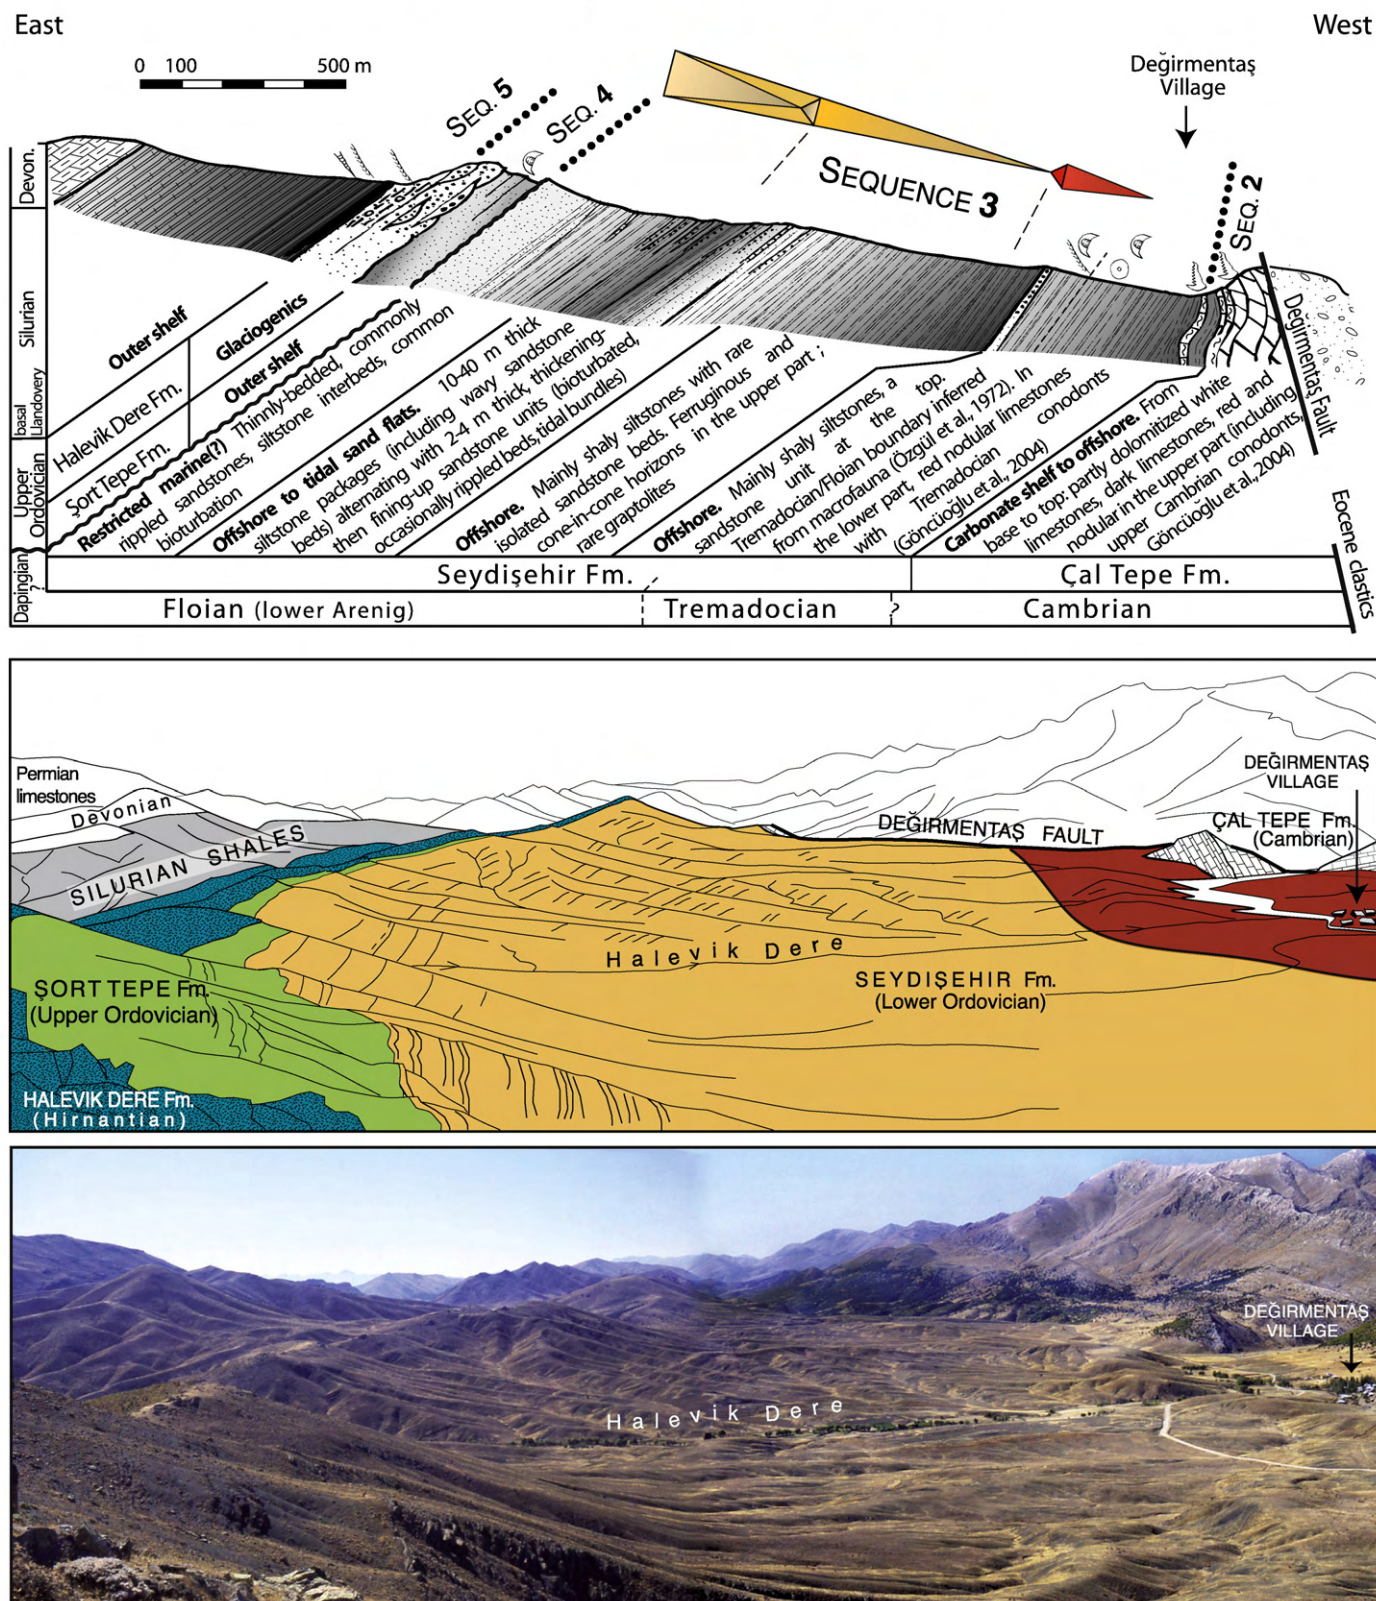 East
West
0 100 500 m
SEQ. 5
SEQ. 4
SEQUENCE 3
Değirmentaş
Village
SEQ. 2
Devon.
Silurian
basal
Llandovery
Upper
Ordovician
Dapingian
?
Outer shelf
Glaciogenics
Halevik Dere Fm.
Outer shelf
Şort Tepe Fm.
Restricted marine(?) Thinnly-bedded, commonly
rippled sandstones, siltstone interbeds, common
bioturbation
Offshore to tidal sand flats. 10-40 m thick
siltstone packages (including wavy sandstone
beds) alternating with 2-4 m thick, thickening-
then fining-up sandstone units (bioturbated,
occasionally rippled beds, tidal bundles)
Offshore. Mainly shaly siltstones with rare
isolated sandstone beds. Ferruginous and
cone-in-cone horizons in the upper part ;
rare graptolites
Offshore. Mainly shaly siltstones, a
sandstone unit at the top.
Tremadocian/Floian boundary inferred
from macrofauna (Özgül et al., 1972). In
the lower part, red nodular limestones
with Tremadocian conodonts
(Göncüoğlu et al., 2004)
Carbonate shelf to offshore. From
base to top: partly dolomitized white
limestones, dark limestones, red and
nodular in the upper part (including
upper Cambrian conodonts,
Göncüoglu et al., 2004)
Değirmentaş Fault
Eocene clastics
Seydişehir Fm.
Çal Tepe Fm.
Floian (lower Arenig)
Tremadocian
?
Cambrian
Permian
limestones
Devonian
SILURIAN SHALES
DEĞIRMENTAŞ FAULT
DEĞIRMENTAŞ
VILLAGE
ÇAL TEPE Fm.
(Cambrian)
Halevik Dere
ŞORT TEPE Fm.
(Upper Ordovician)
SEYDIŞEHIR Fm.
(Lower Ordovician)
HALEVIK DERE Fm.
(Hirnantian)
DEĞIRMENTAŞ
VILLAGE
Halevik Dere